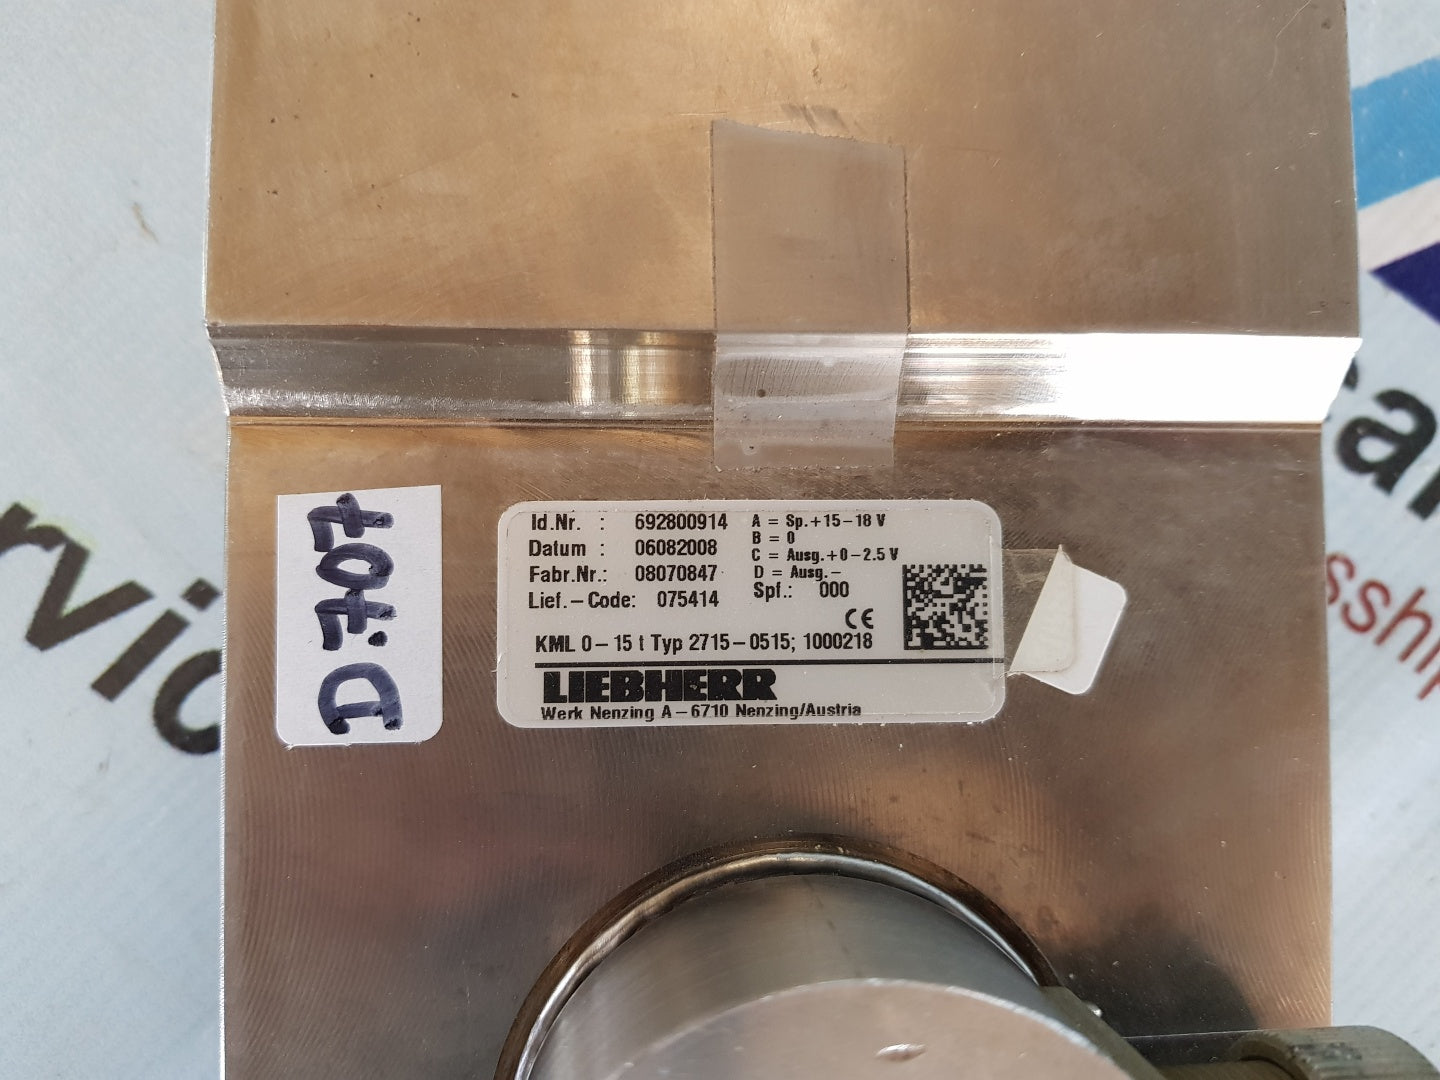 D.707
Id.Nr. : 692800914
Datum : 06082008
Fabr.Nr.: 08070847
Lief.-Code: 075414
A = Sp.+15-18 V
B = 0
C = Ausg.+0-2.5 V
D = Ausg.-
Spf.: 000
CE
KML 0-15 t Typ 2715-0515; 1000218
LIEBHERR
Werk Nenzing A-6710 Nenzing/Austria